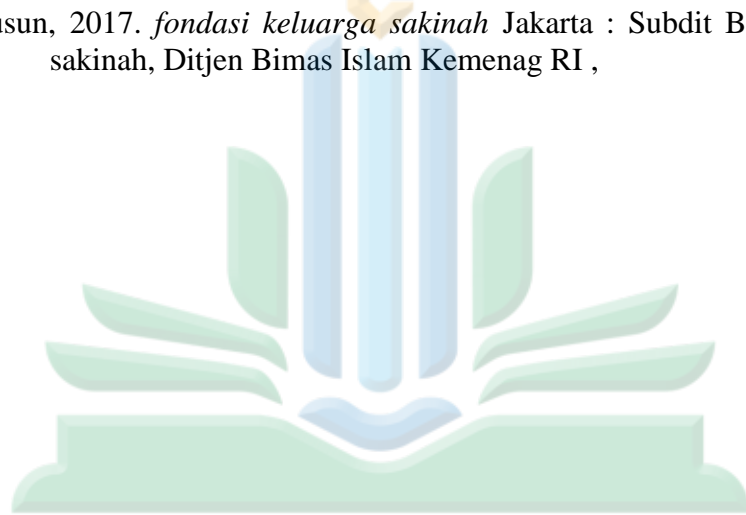 usun, 2017. fondasi keluarga sakinah Jakarta : Subdit B
sakinah, Ditjen Bimas Islam Kemenag RI ,